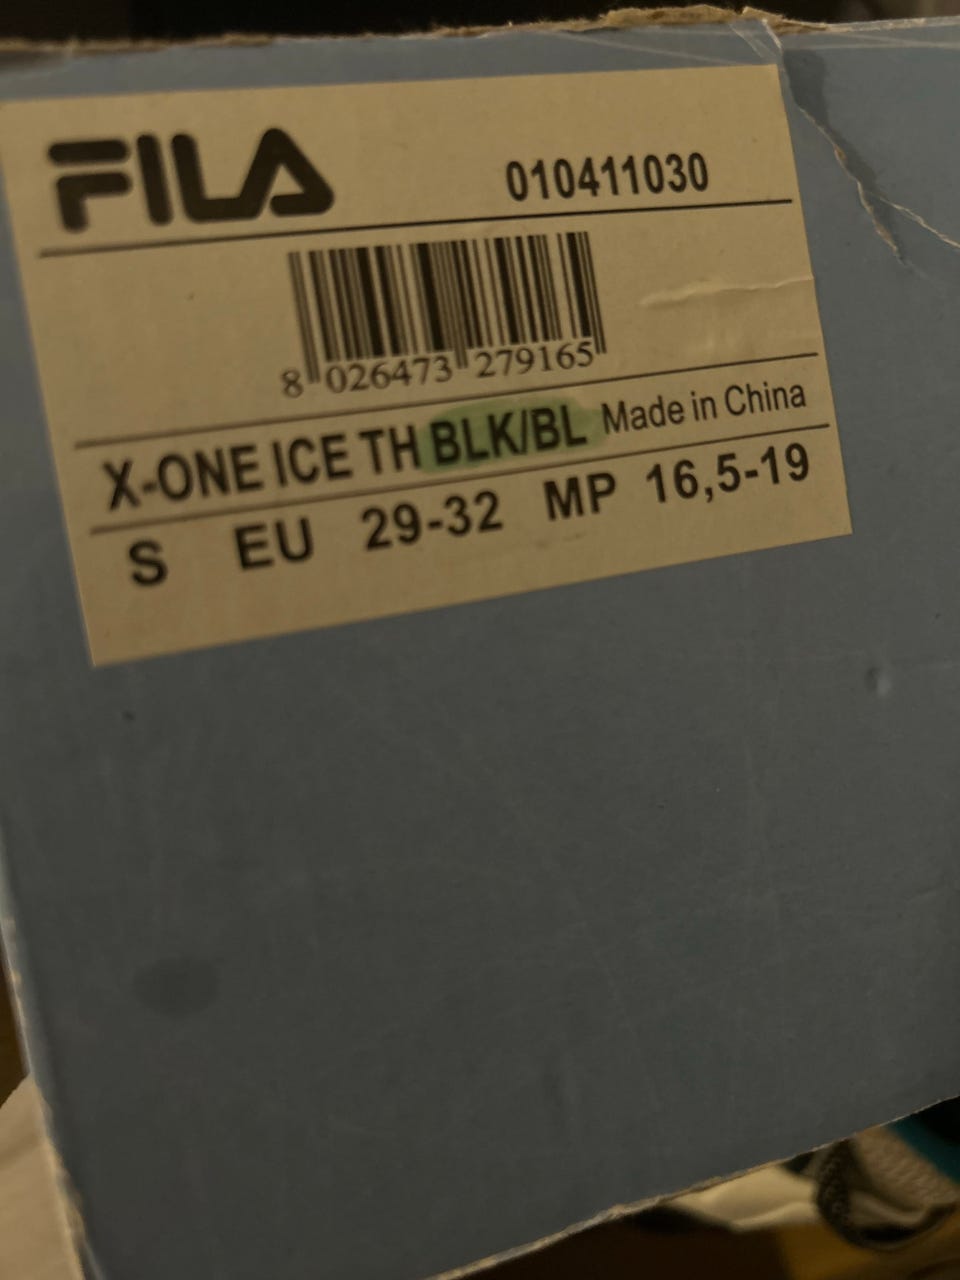 FILA 010411030
8 026473 279165
X-ONE ICE TH BLK/BL Made in China
S EU 29-32 MP 16,5-19